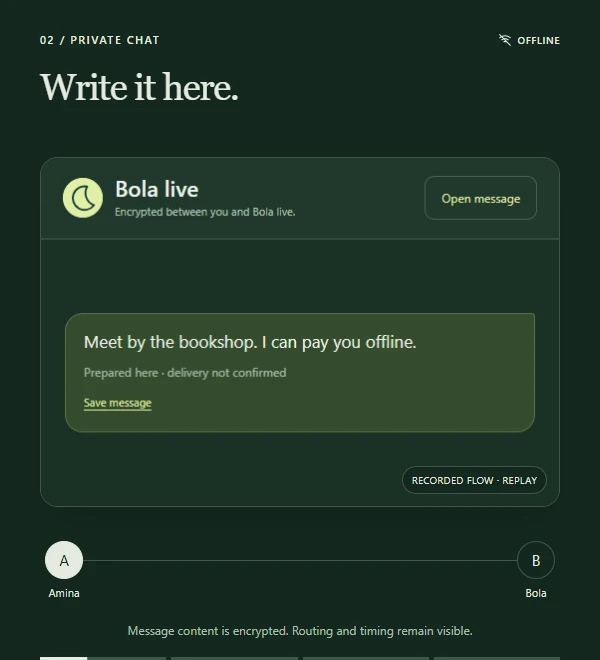 02 / PRIVATE CHAT
OFFLINE
Write it here.
Bola live
Encrypted between you and Bola live.
Open message
Meet by the bookshop. I can pay you offline.
Prepared here · delivery not confirmed
Save message
RECORDED FLOW · REPLAY
A
B
Amina
Bola
Message content is encrypted. Routing and timing remain visible.